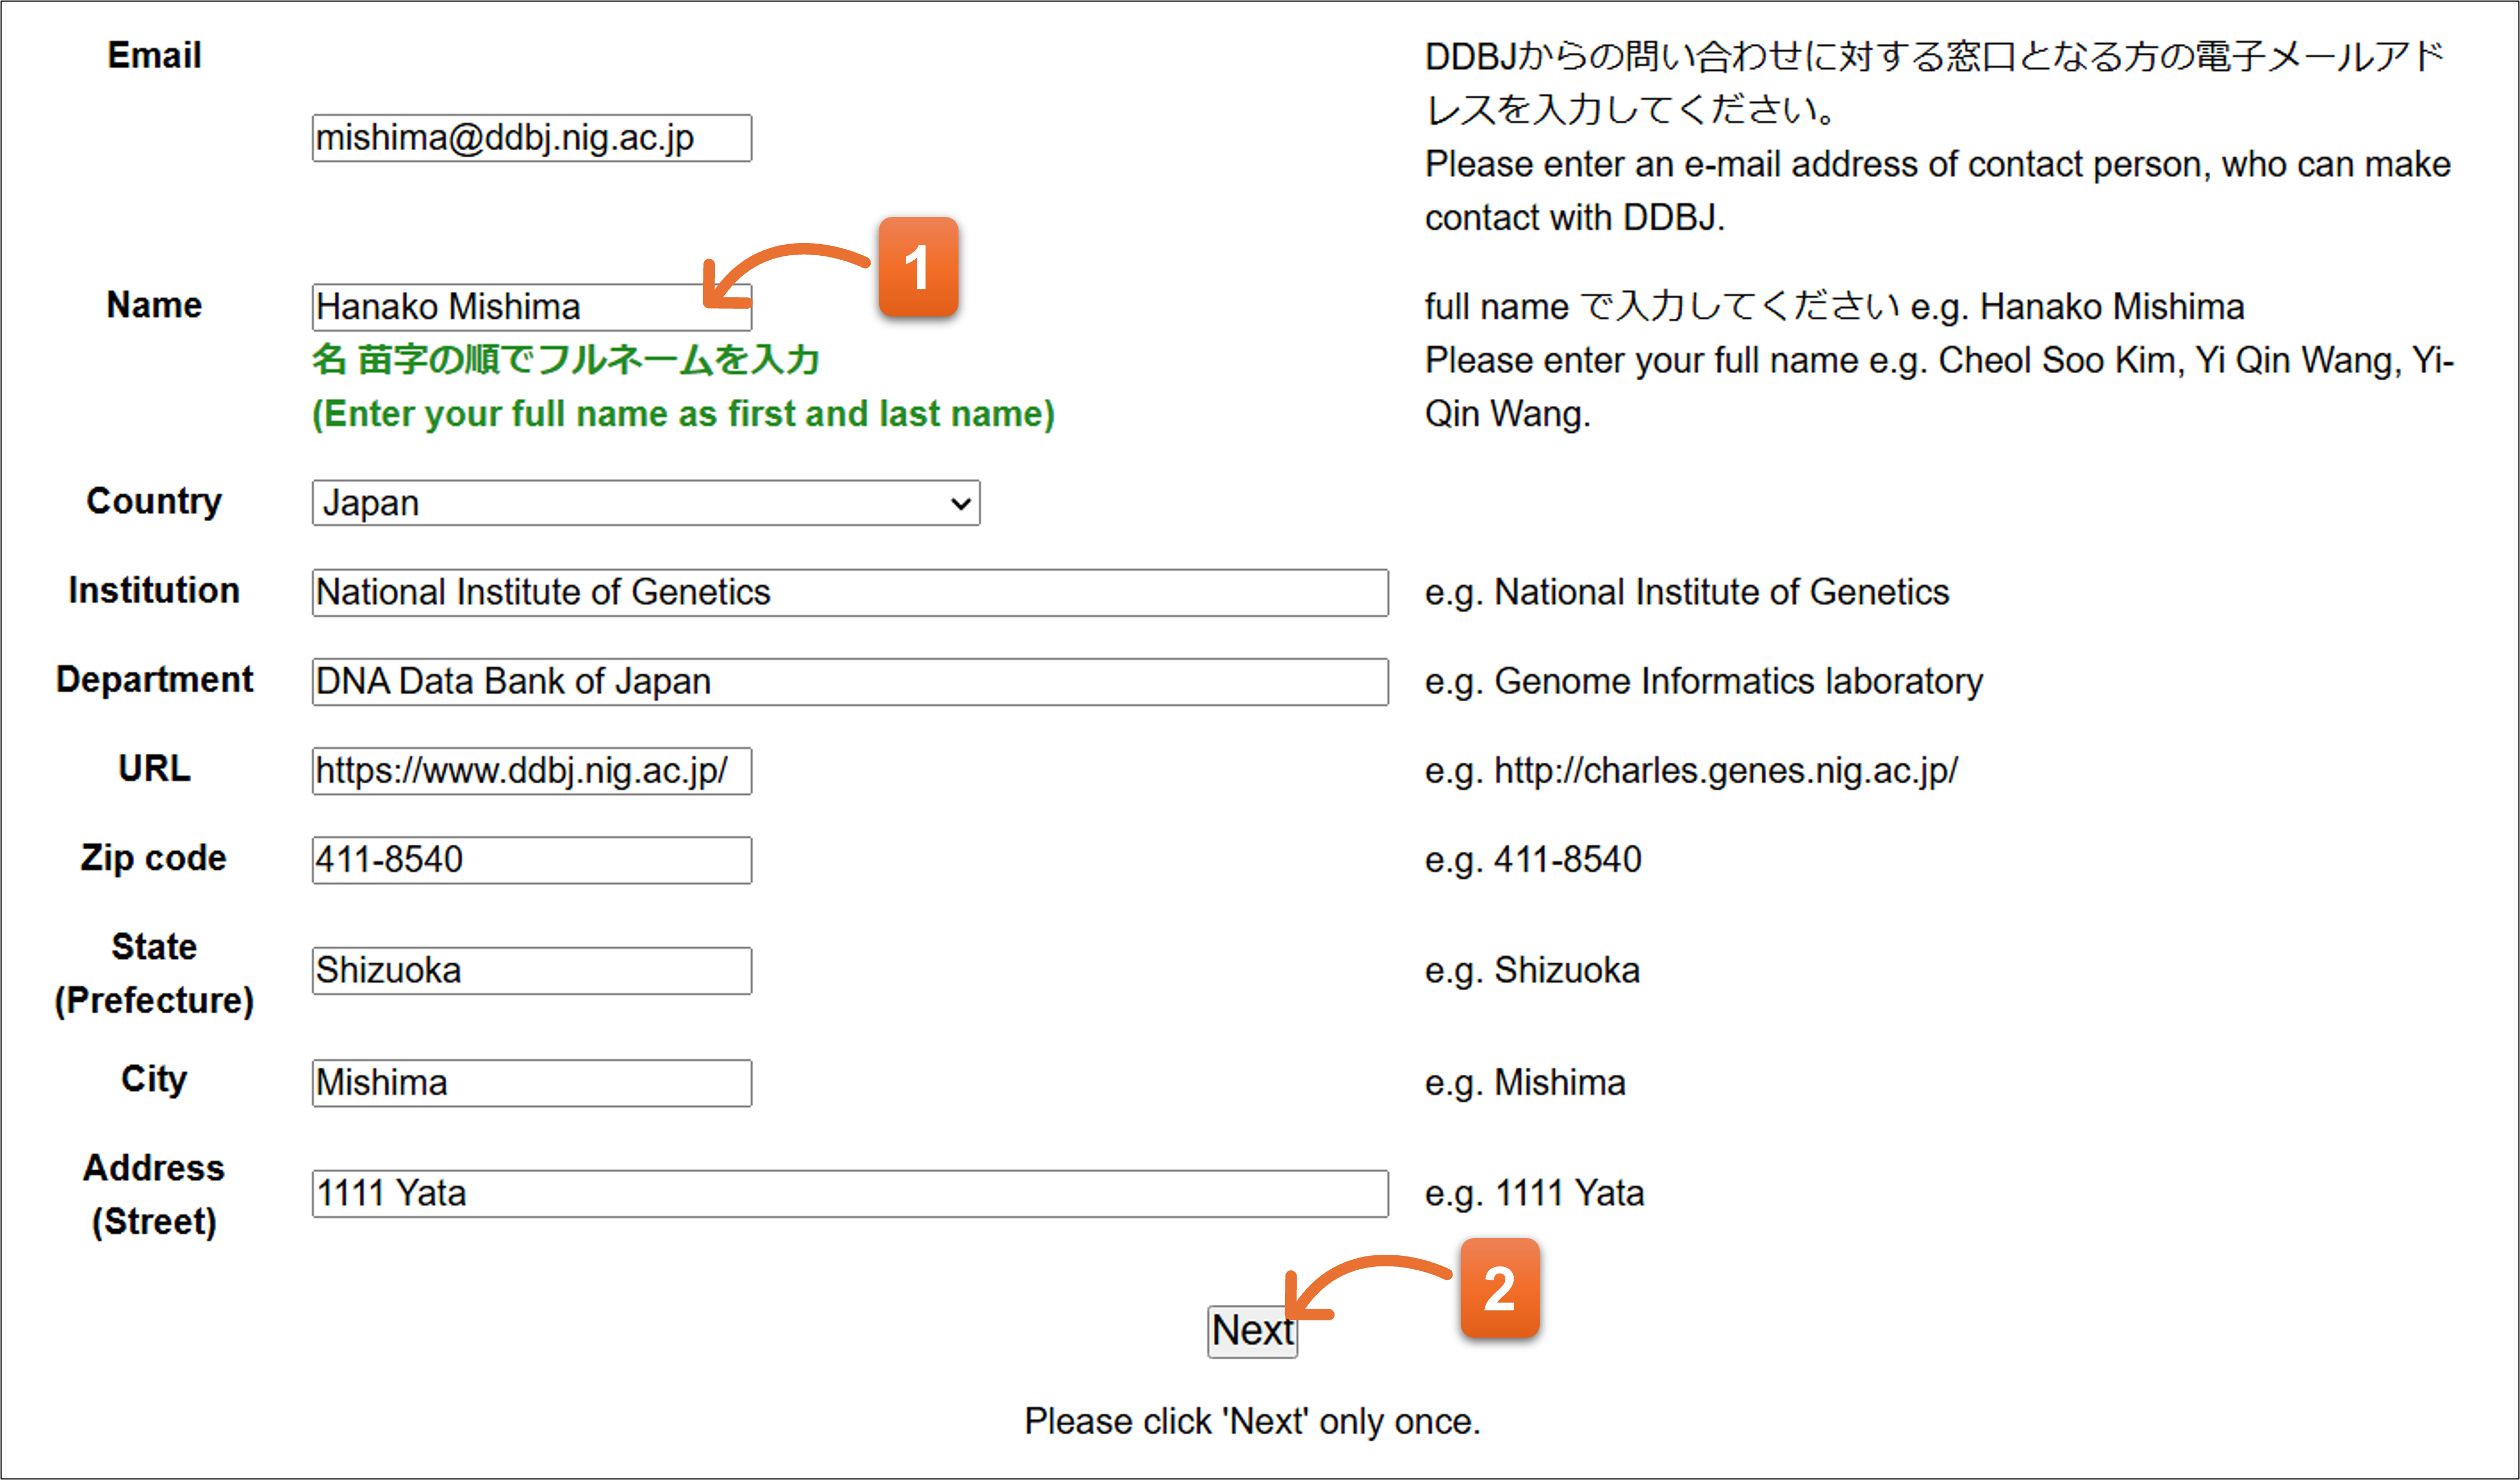 Email
DDBJからの問い合わせに対する窓口となる方の電子メールアド
レスを入力してください。
mishima@ddbj.nig.ac.jp
Please enter an e-mail address of contact person, who can make
contact with DDBJ.
1
Name
Hanako Mishima
full name で入力してください e.g. Hanako Mishima
名 苗字の順でフルネームを入力
Please enter your full name e.g. Cheol Soo Kim, Yi Qin Wang, Yi-
(Enter your full name as first and last name)
Qin Wang.
Country
Japan
Institution
National Institute of Genetics
e.g. National Institute of Genetics
Department
DNA Data Bank of Japan
e.g. Genome Informatics laboratory
URL
https://www.ddbj.nig.ac.jp/
e.g. http://charles.genes.nig.ac.jp/
Zip code
411-8540
e.g. 411-8540
State
(Prefecture)
Shizuoka
e.g. Shizuoka
City
Mishima
e.g. Mishima
Address
(Street)
1111 Yata
e.g. 1111 Yata
2
Next
Please click 'Next' only once.